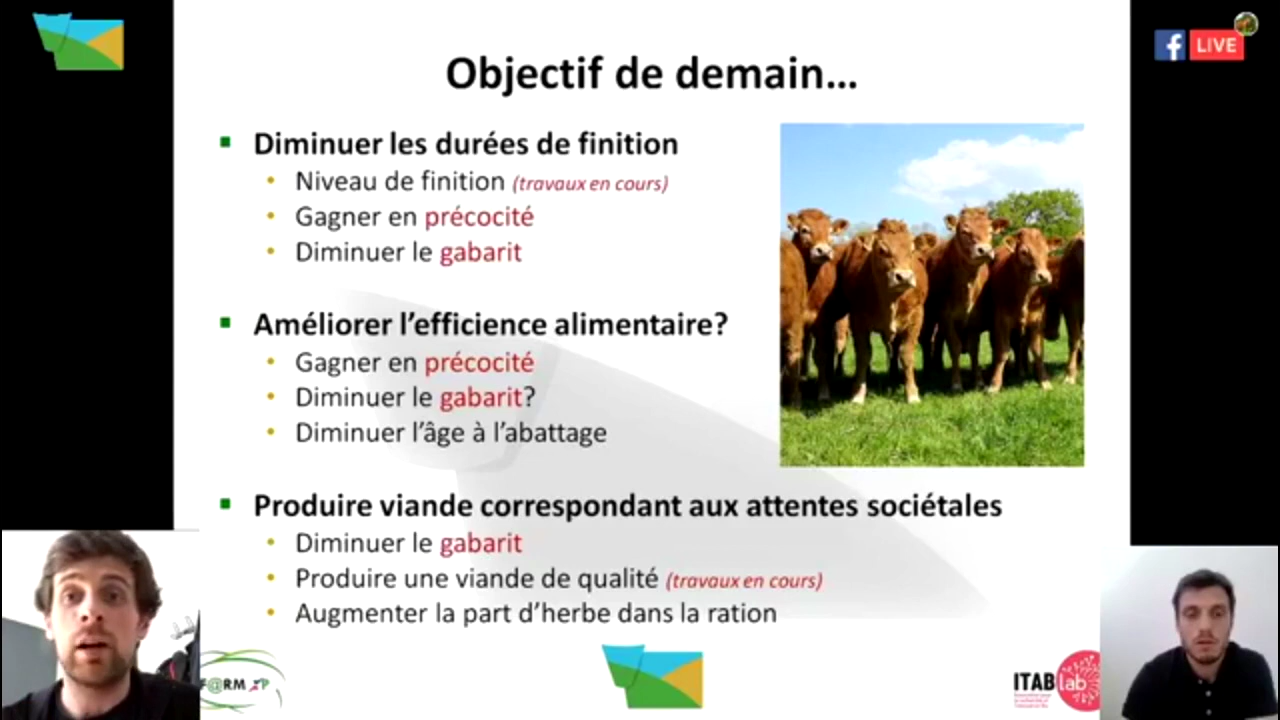 LIVE
Objectif de demain...
Diminuer les durées de finition
Niveau de finition (travaux en cours)
Gagner en précocité
Diminuer le gabarit
Améliorer l'efficience alimentaire?
Gagner en précocité
Diminuer le gabarit?
Diminuer l'âge à l'abattage
Produire viande correspondant aux attentes sociétales
Diminuer le gabarit
Produire une viande de qualité (travaux en cours)
Augmenter la part d'herbe dans la ration
F@RM XP
ITAB lab